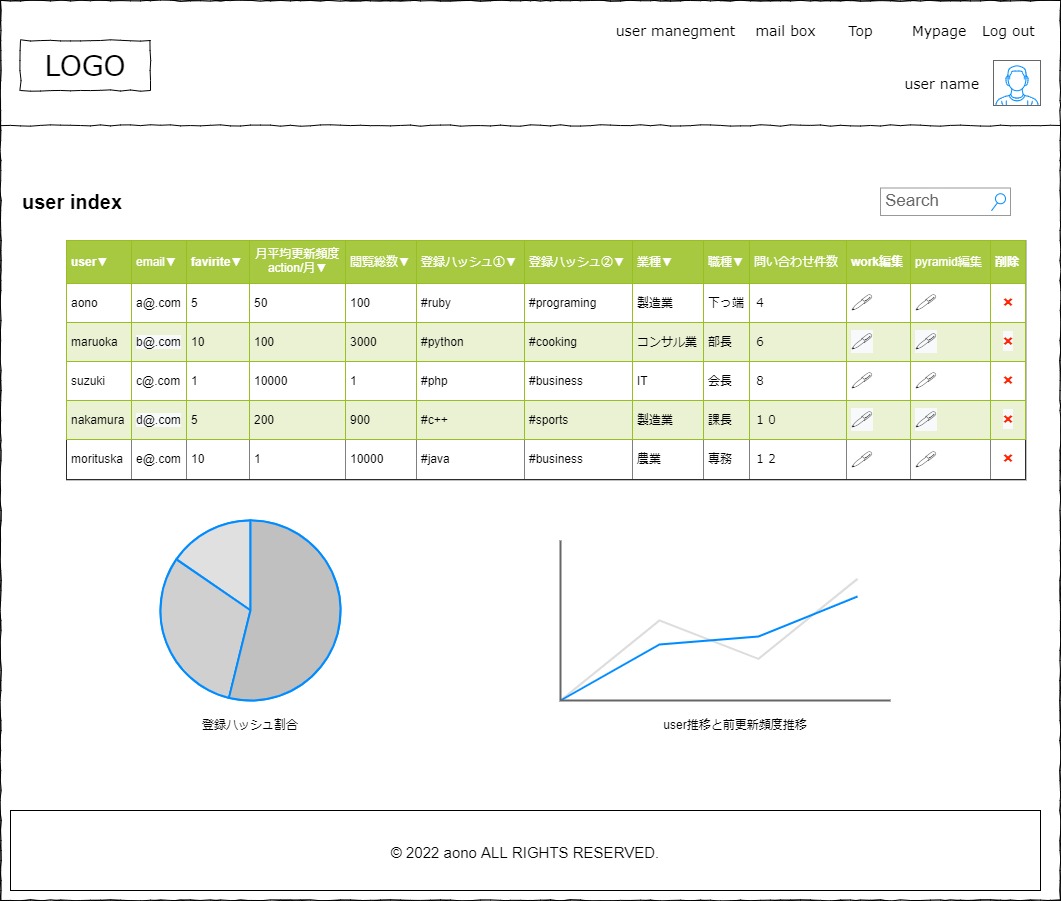 user manegment mail box Top Mypage Log out
LOGO
user name
user index
Search
user▼ email▼ favirite▼ 月平均更新頻度 閲覧総数▼ 登録ハッシュ①▼ 登録ハッシュ②▼ 業種▼ 職種▼ 問い合わせ件数 work編集 pyramid編集 削除
action/月▼
aono a@.com 5 50 100 #ruby #programing 製造業 下っ端 4
maruoka b@.com 10 100 3000 #python #cooking コンサル業 部長 6
suzuki c@.com 1 10000 1 #php #business IT 会長 8
nakamura d@.com 5 200 900 #c++ #sports 製造業 課長 10
morituska e@.com 10 1 10000 #java #business 農業 専務 12
登録ハッシュ割合 user推移と前更新頻度推移
© 2022 aono ALL RIGHTS RESERVED.